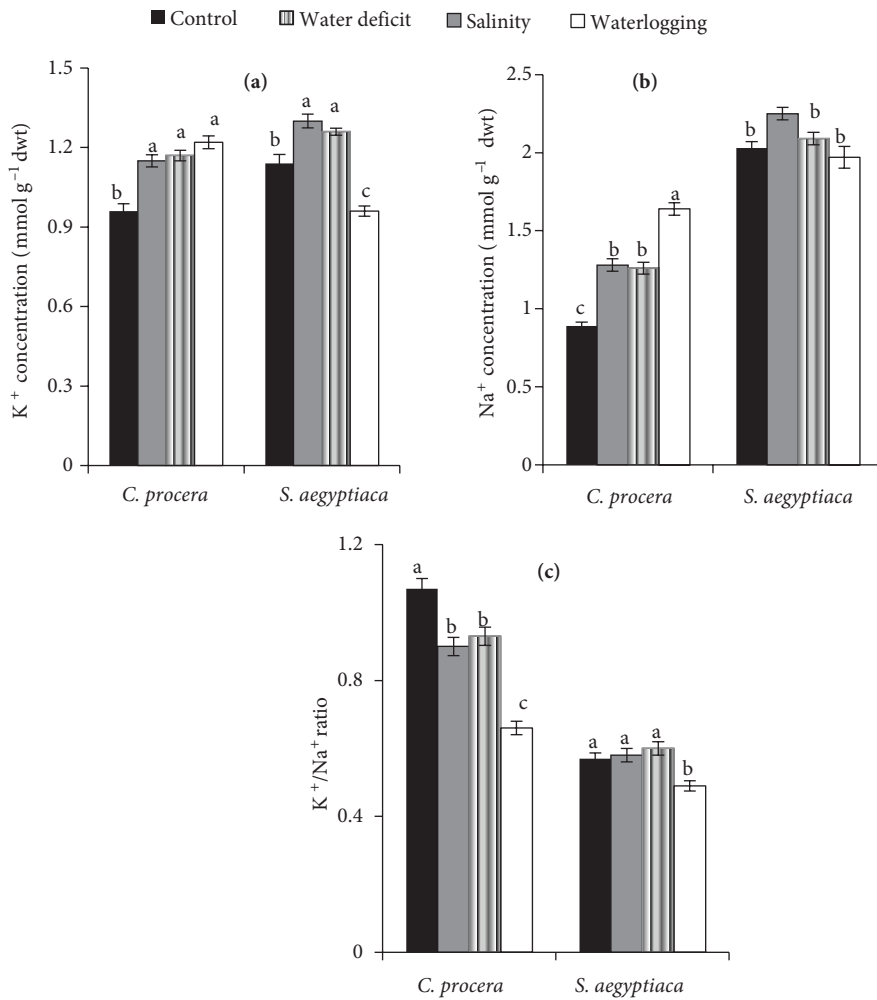 Control Water deficit Salinity Waterlogging
(a)
K+ concentration (mmol g–1 dwt)
1.5
1.2
0.9
0.6
0.3
0
b a a a
b a a c
C. procera S. aegyptiaca
(b)
Na+ concentration (mmol g–1 dwt)
2.5
2
1.5
1
0.5
0
c b b a
b b b
C. procera S. aegyptiaca
(c)
K+/Na+ ratio
1.2
0.8
0.4
0
a b b c
a a a b
C. procera S. aegyptiaca